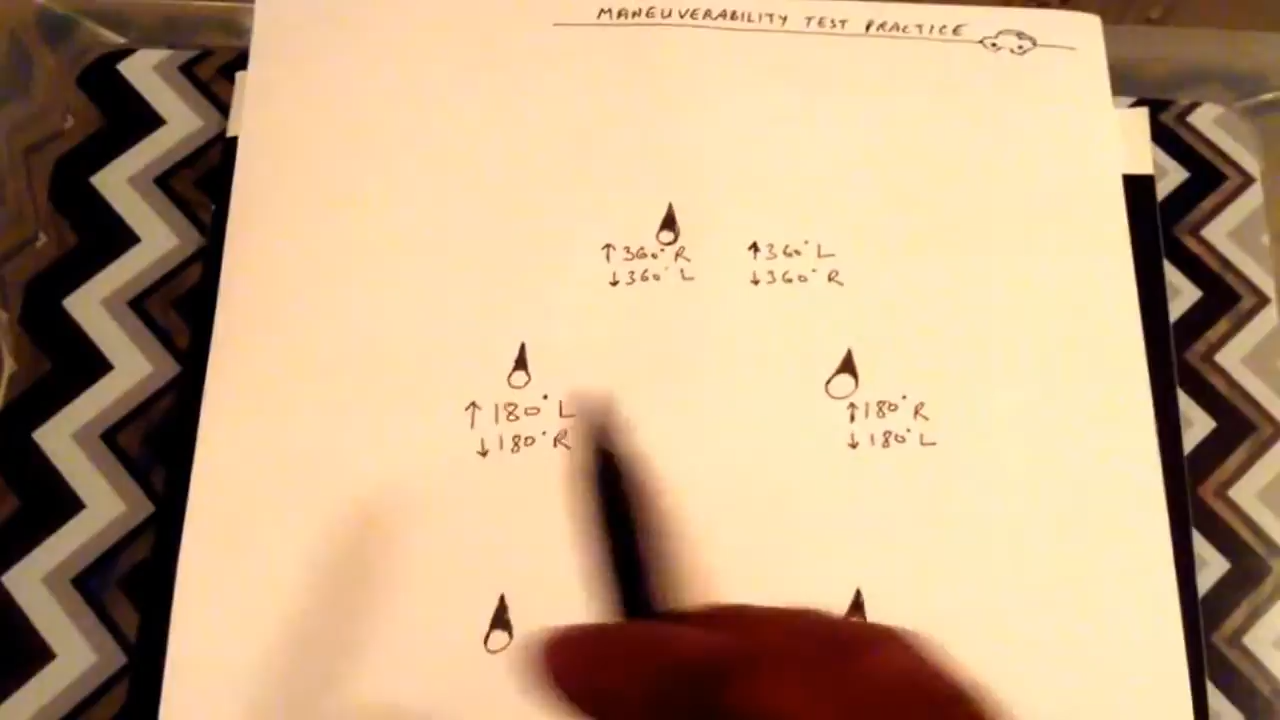 MANEUVERABILITY TEST PRACTICE
↑360° R ↑360° L
↓360° L ↓360° R
↑180° L ↑180° R
↓180° R ↓180° L